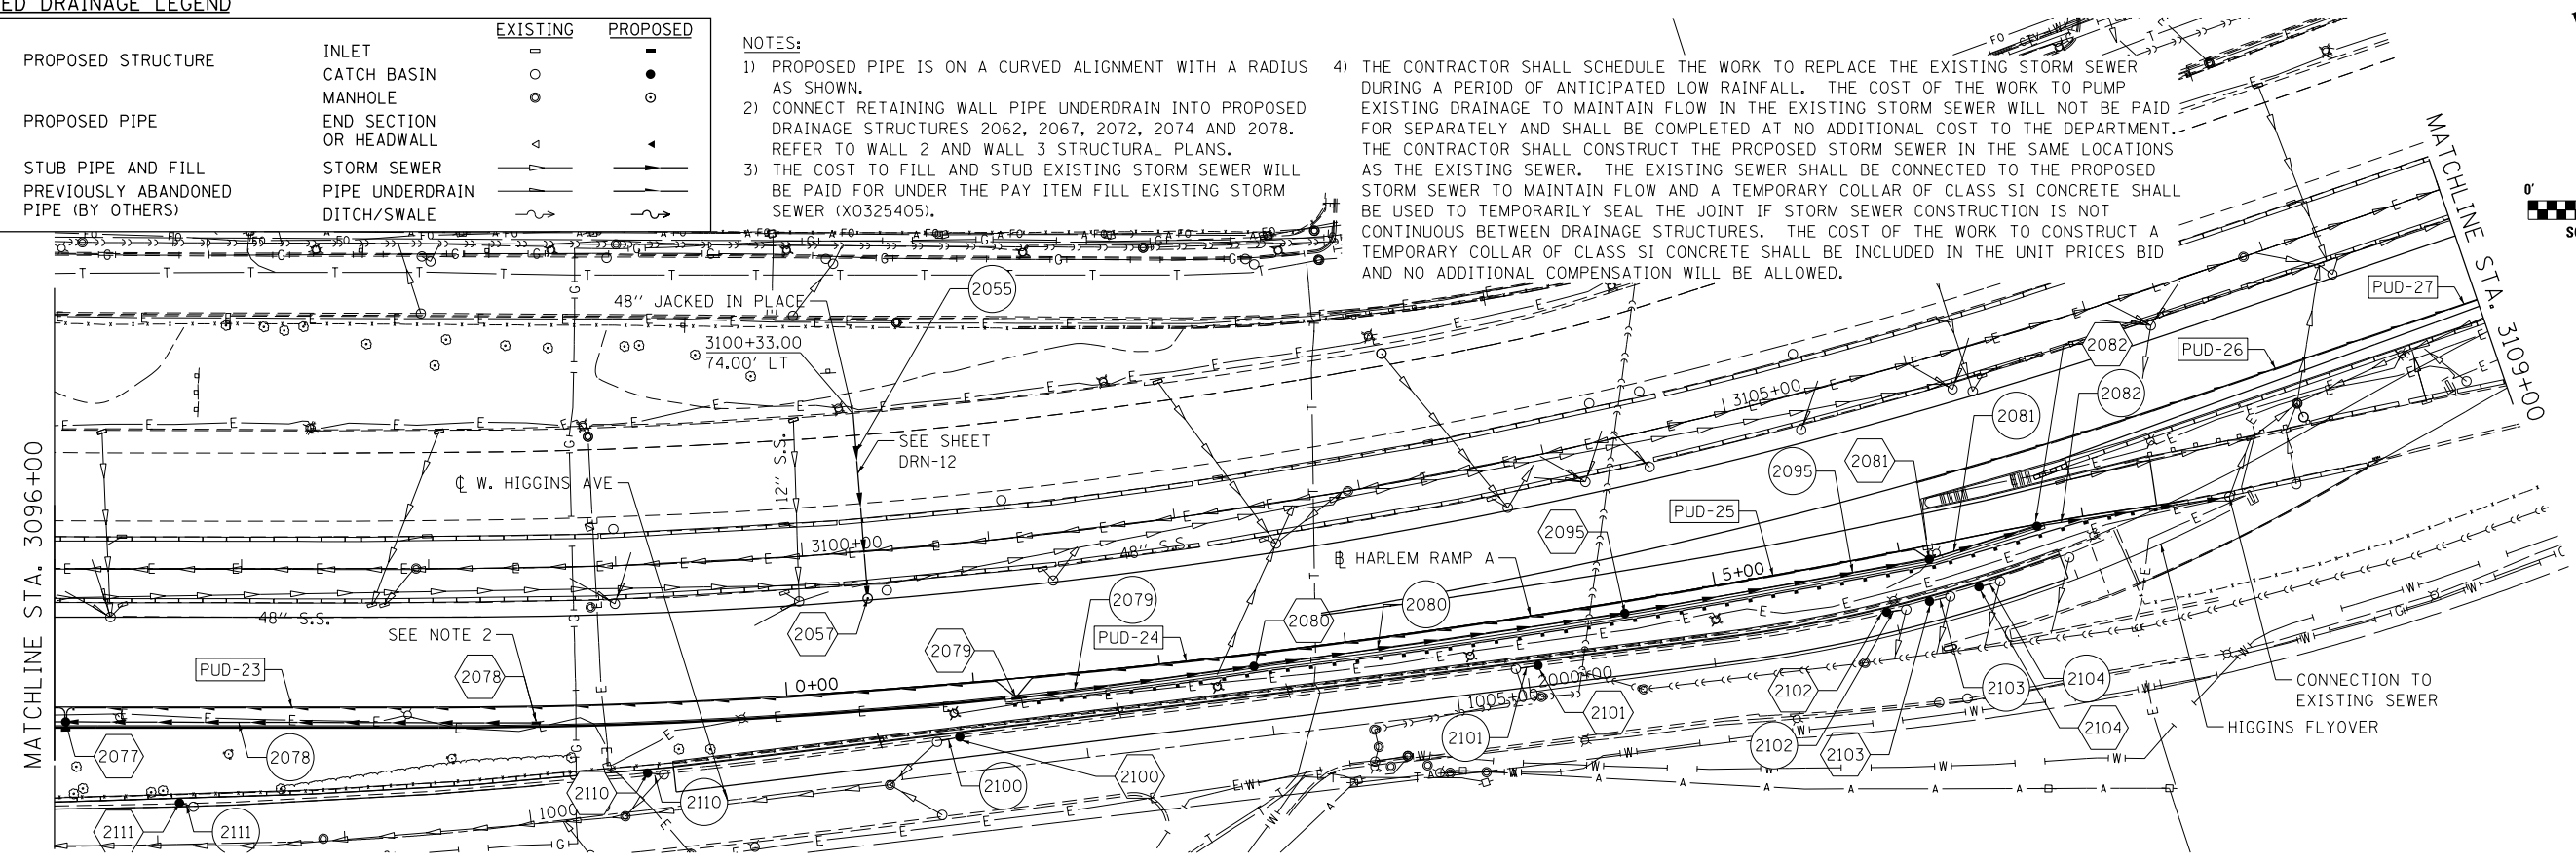 ED DRAINAGE LEGEND
EXISTING PROPOSED
PROPOSED STRUCTURE
INLET
CATCH BASIN
MANHOLE
PROPOSED PIPE
END SECTION
OR HEADWALL
STUB PIPE AND FILL
STORM SEWER
PREVIOUSLY ABANDONED
PIPE (BY OTHERS)
PIPE UNDERDRAIN
DITCH/SWALE
NOTES:
1) PROPOSED PIPE IS ON A CURVED ALIGNMENT WITH A RADIUS
AS SHOWN.
2) CONNECT RETAINING WALL PIPE UNDERDRAIN INTO PROPOSED
DRAINAGE STRUCTURES 2062, 2067, 2072, 2074 AND 2078.
REFER TO WALL 2 AND WALL 3 STRUCTURAL PLANS.
3) THE COST TO FILL AND STUB EXISTING STORM SEWER WILL
BE PAID FOR UNDER THE PAY ITEM FILL EXISTING STORM
SEWER (X0325405).
4) THE CONTRACTOR SHALL SCHEDULE THE WORK TO REPLACE THE EXISTING STORM SEWER
DURING A PERIOD OF ANTICIPATED LOW RAINFALL. THE COST OF THE WORK TO PUMP
EXISTING DRAINAGE TO MAINTAIN FLOW IN THE EXISTING STORM SEWER WILL NOT BE PAID
FOR SEPARATELY AND SHALL BE COMPLETED AT NO ADDITIONAL COST TO THE DEPARTMENT.
THE CONTRACTOR SHALL CONSTRUCT THE PROPOSED STORM SEWER IN THE SAME LOCATIONS
AS THE EXISTING SEWER. THE EXISTING SEWER SHALL BE CONNECTED TO THE PROPOSED
STORM SEWER TO MAINTAIN FLOW AND A TEMPORARY COLLAR OF CLASS SI CONCRETE SHALL
BE USED TO TEMPORARILY SEAL THE JOINT IF STORM SEWER CONSTRUCTION IS NOT
CONTINUOUS BETWEEN DRAINAGE STRUCTURES. THE COST OF THE WORK TO CONSTRUCT A
TEMPORARY COLLAR OF CLASS SI CONCRETE SHALL BE INCLUDED IN THE UNIT PRICES BID
AND NO ADDITIONAL COMPENSATION WILL BE ALLOWED.
0'
MATCHLINE STA. 3109+00
MATCHLINE STA. 3096+00
48'' JACKED IN PLACE
2055
3100+33.00
74.00' LT
SEE SHEET
DRN-12
℄ W. HIGGINS AVE
12'' S.S.
3100+00
48'' S.S.
48'' S.S.
3105+00
PUD-27
PUD-26
2082
2082
2081
2081
2095
2095
PUD-25
℄ HARLEM RAMP A
5+00
2079
2079
2080
2080
PUD-24
2057
SEE NOTE 2
PUD-23
2078
2078
0+00
2077
1005+00
2000+00
2101
2101
2102
2102
2103
2103
2104
2104
CONNECTION TO
EXISTING SEWER
HIGGINS FLYOVER
2100
2100
2110
2110
2111
2111
1000